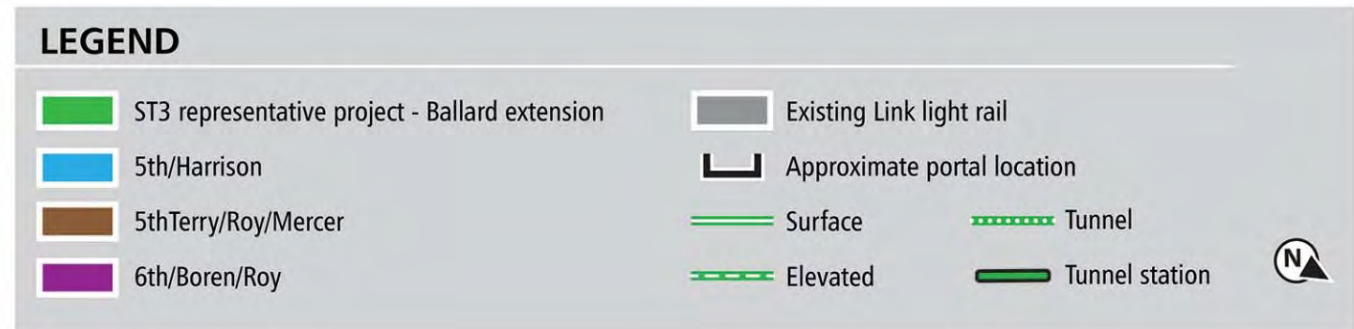 LEGEND
ST3 representative project - Ballard extension
5th/Harrison
5thTerry/Roy/Mercer
6th/Boren/Roy
Existing Link light rail
Approximate portal location
Surface
Tunnel
Elevated
Tunnel station
N